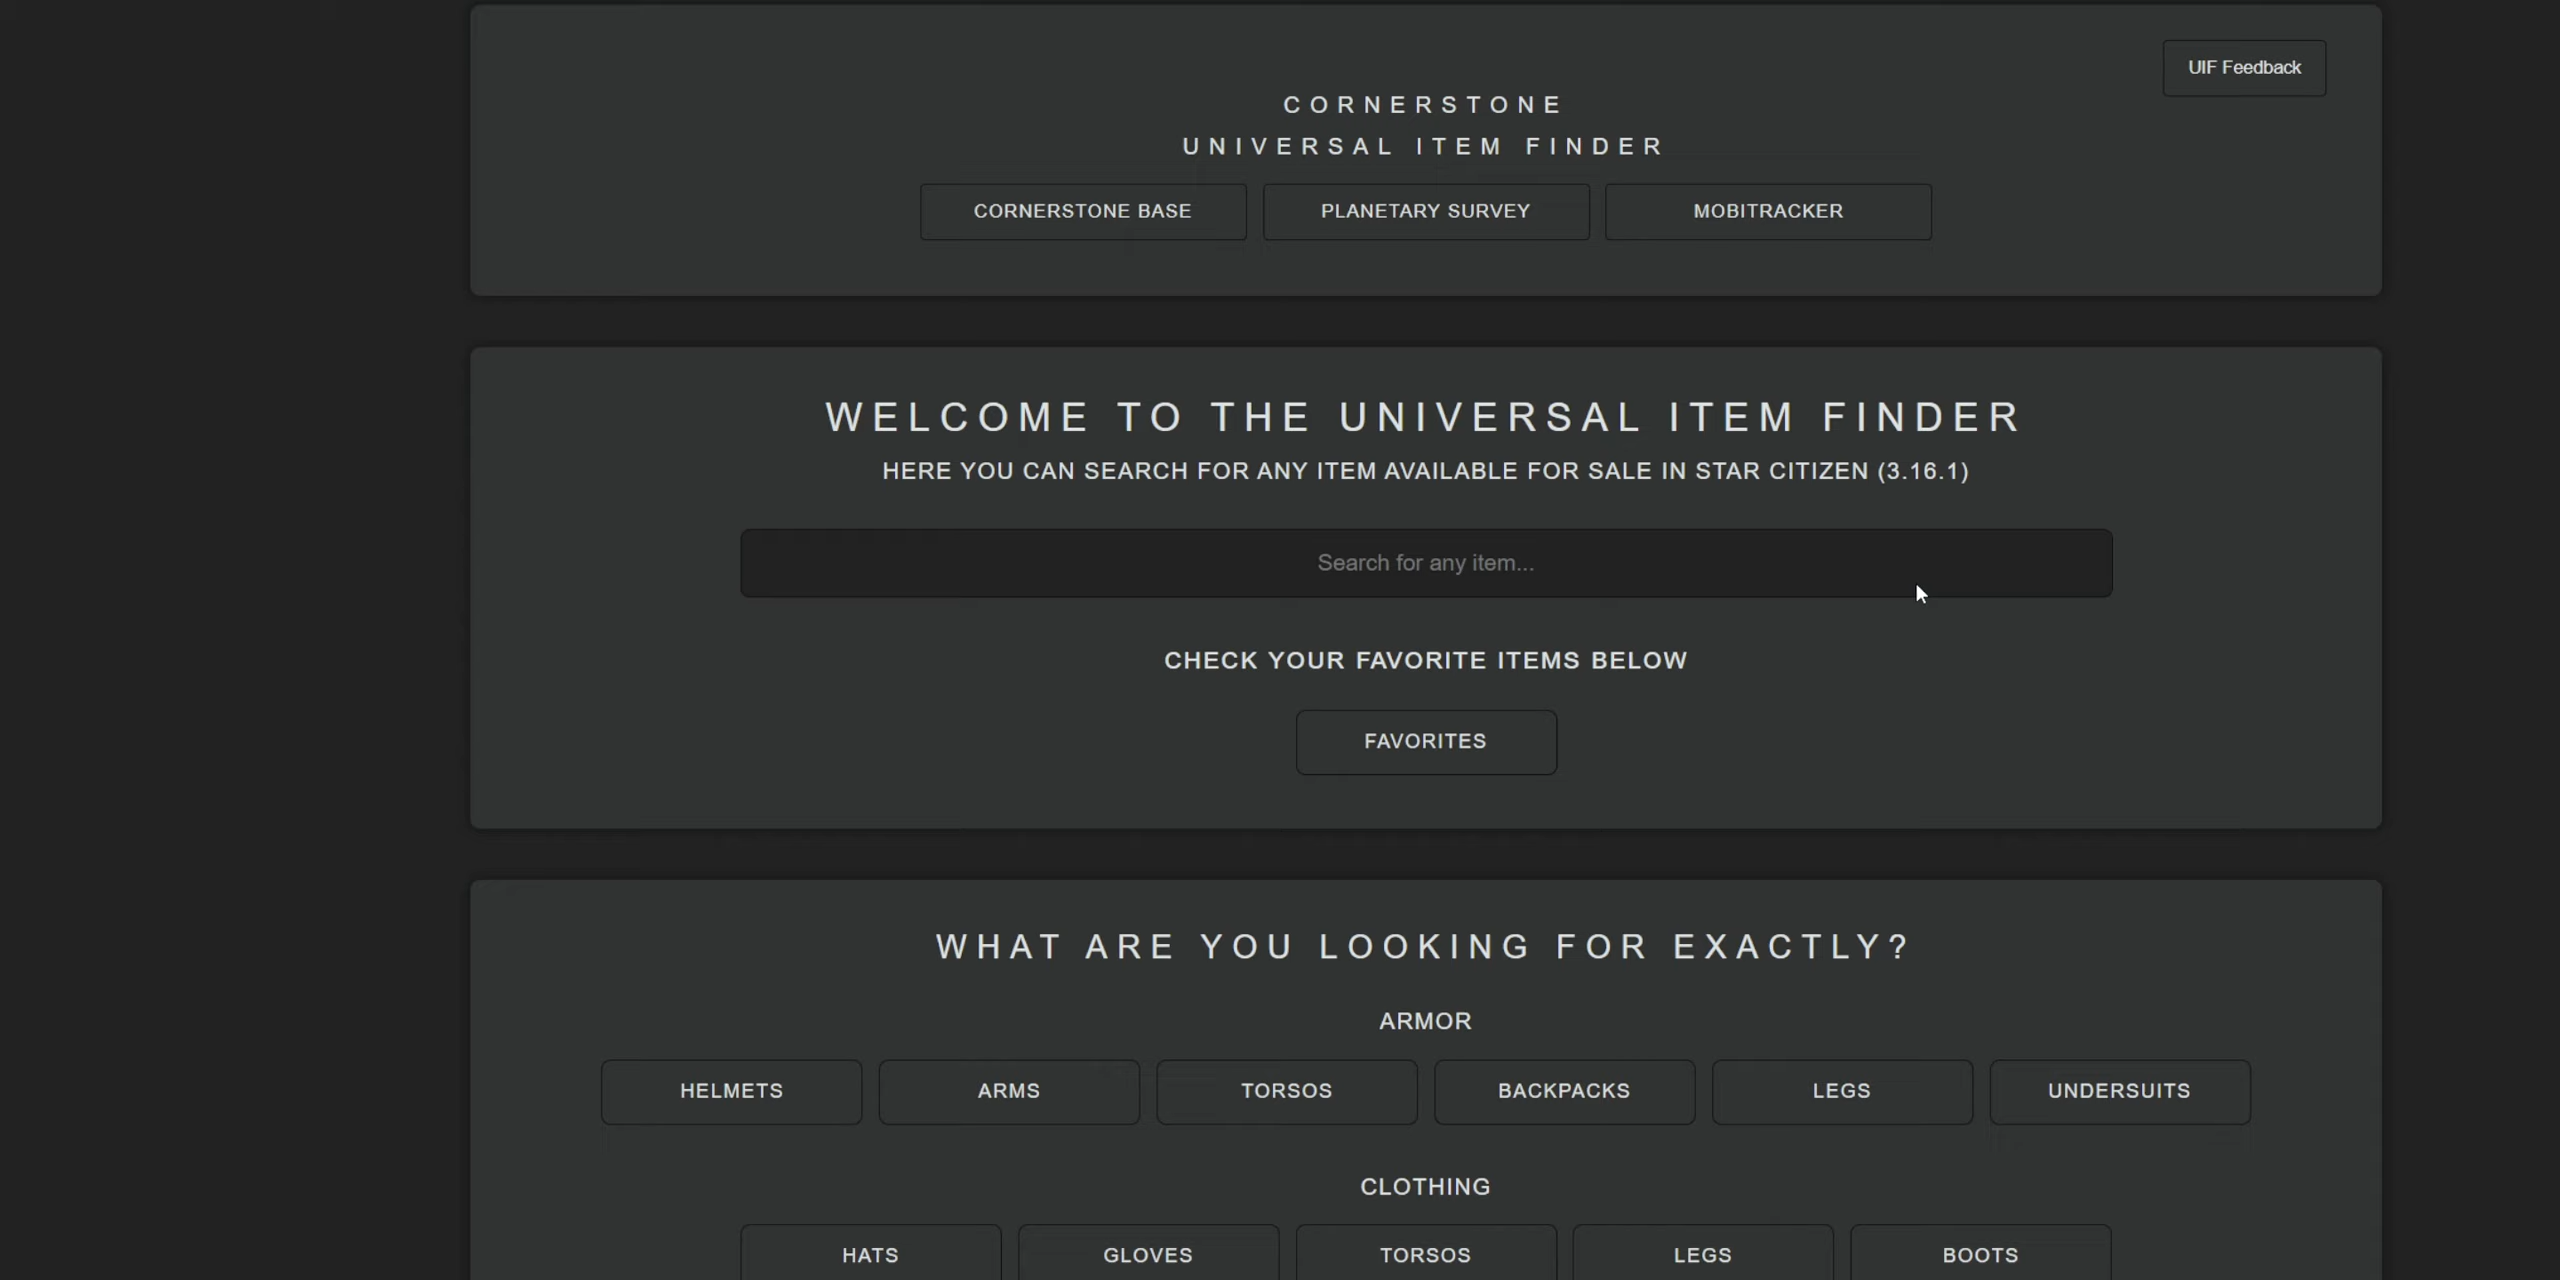 UIF Feedback
CORNERSTONE
UNIVERSAL ITEM FINDER
CORNERSTONE BASE
PLANETARY SURVEY
MOBITRACKER
WELCOME TO THE UNIVERSAL ITEM FINDER
HERE YOU CAN SEARCH FOR ANY ITEM AVAILABLE FOR SALE IN STAR CITIZEN (3.16.1)
Search for any item...
CHECK YOUR FAVORITE ITEMS BELOW
FAVORITES
WHAT ARE YOU LOOKING FOR EXACTLY?
ARMOR
HELMETS
ARMS
TORSOS
BACKPACKS
LEGS
UNDERSUITS
CLOTHING
HATS
GLOVES
TORSOS
LEGS
BOOTS